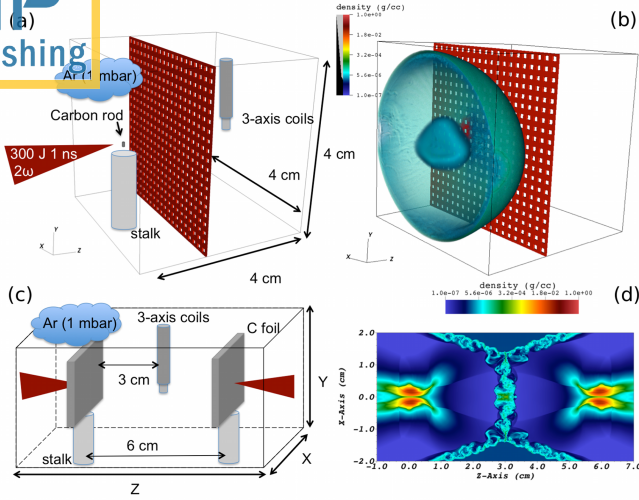 (a)
IP
shing
Ar (1 mbar)
Carbon rod
300 J 1 ns
2ω
stalk
3-axis coils
4 cm
4 cm
4 cm
Y
X
Z
density (g/cc)
1.0e+00
1.8e-02
3.2e-04
5.6e-06
1.0e-07
(b)
Y
X
Z
(c)
Ar (1 mbar)
3-axis coils
C foil
3 cm
6 cm
stalk
Y
X
Z
density (g/cc)
1.0e-07 5.6e-06 3.2e-04 1.8e-02 1.0e+00
(d)
X-Axis (cm)
2.0
1.0
0.0
-1.0
-2.0
-1.0 0.0 1.0 2.0 3.0 4.0 5.0 6.0 7.0
Z-Axis (cm)